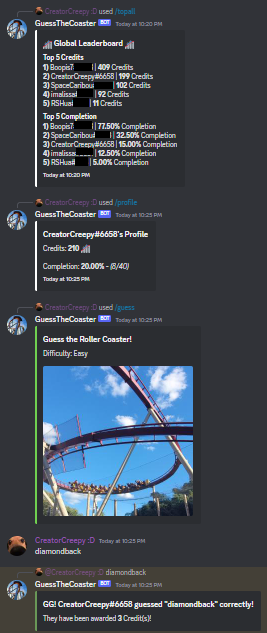 CreatorCreepy :D used /topall
GuessTheCoaster BOT Today at 10:20 PM
Global Leaderboard
Top 5 Credits
1) Boopis7 | 409 Credits
2) CreatorCreepy#6658 | 199 Credits
3) SpaceCaribou | 102 Credits
4) imalissa | 92 Credits
5) RSHua | 11 Credits
Top 5 Completion
1) Boopis7 | 77.50% Completion
2) SpaceCaribou | 32.50% Completion
3) CreatorCreepy#6658 | 15.00% Completion
4) imalissa | 12.50% Completion
5) RSHua# | 5.00% Completion
Today at 10:20 PM
CreatorCreepy :D used /profile
GuessTheCoaster BOT Today at 10:25 PM
CreatorCreepy#6658's Profile
Credits: 210
Completion: 20.00% - (8/40)
Today at 10:25 PM
CreatorCreepy :D used /guess
GuessTheCoaster BOT Today at 10:25 PM
Guess the Roller Coaster!
Difficulty: Easy
CreatorCreepy :D Today at 10:25 PM
diamondback
@CreatorCreepy :D diamondback
GuessTheCoaster BOT Today at 10:25 PM
GG! CreatorCreepy#6658 guessed "diamondback" correctly!
They have been awarded 3 Credit(s)!